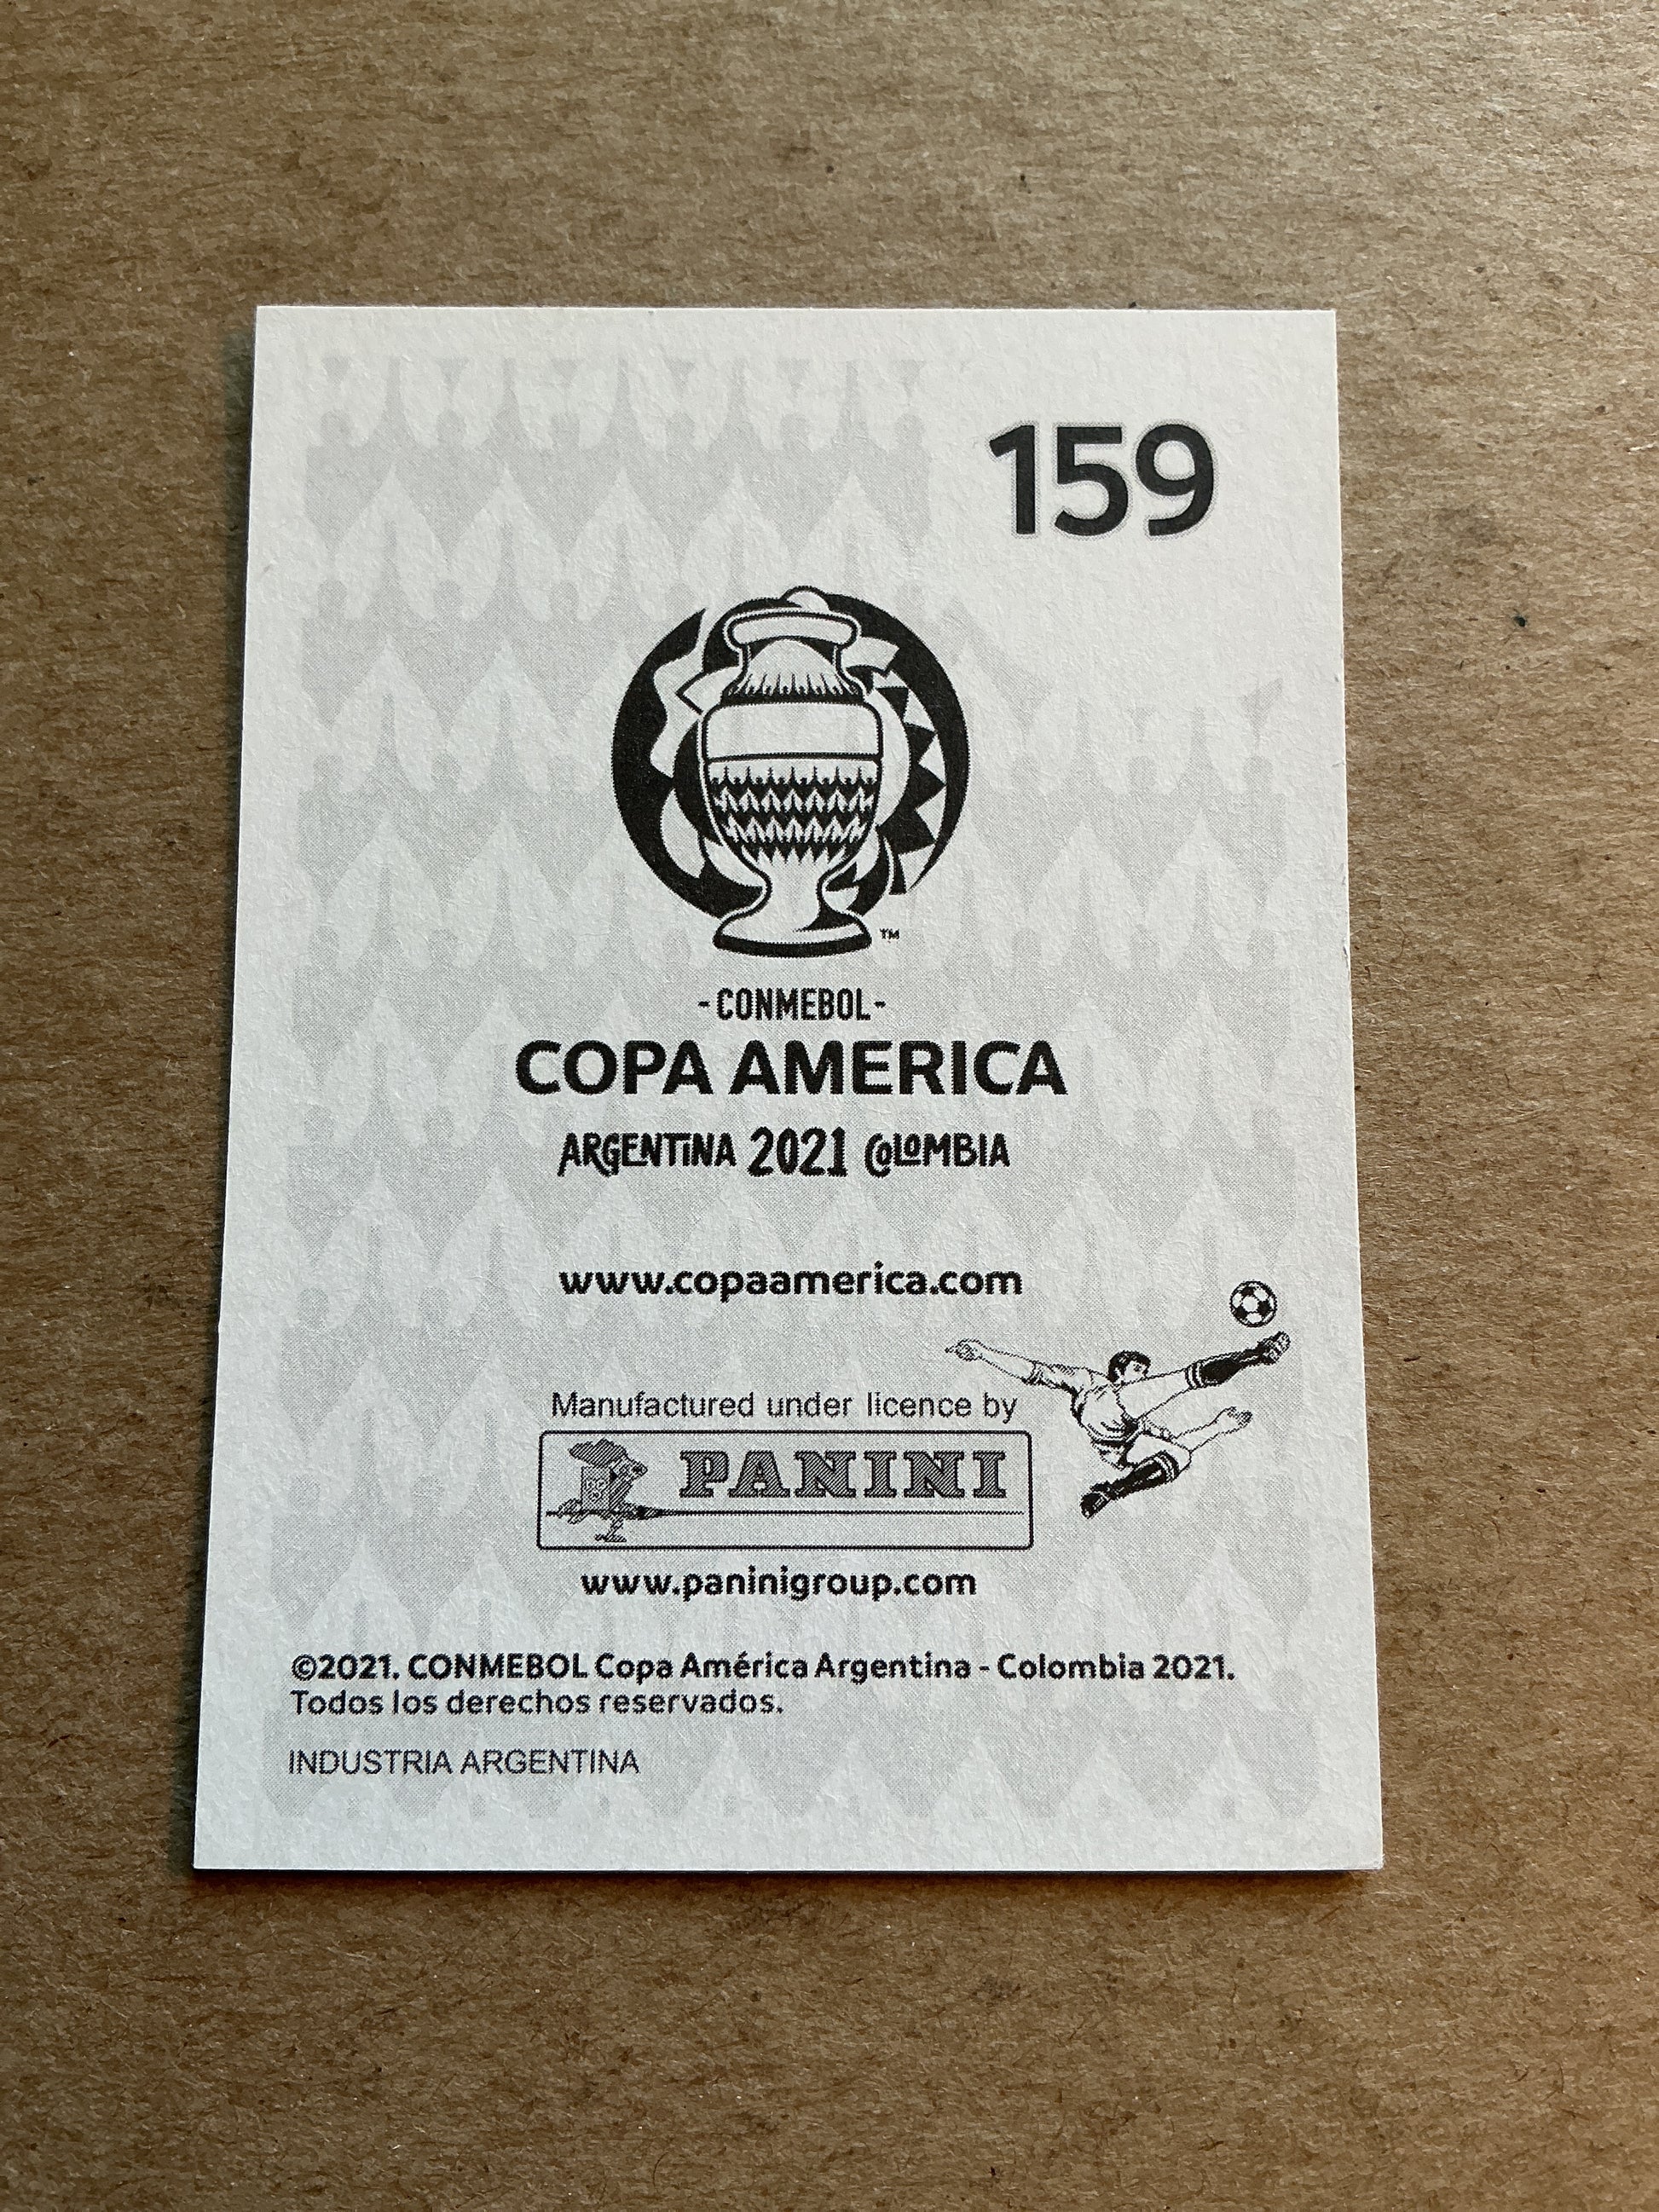 159
TM
-CONMEBOL-
COPA AMERICA
ARGENTINA 2021 COLOMBIA
www.copaamerica.com
Manufactured under licence by
PANINI
www.paninigroup.com
©2021. CONMEBOL Copa América Argentina - Colombia 2021.
Todos los derechos reservados.
INDUSTRIA ARGENTINA